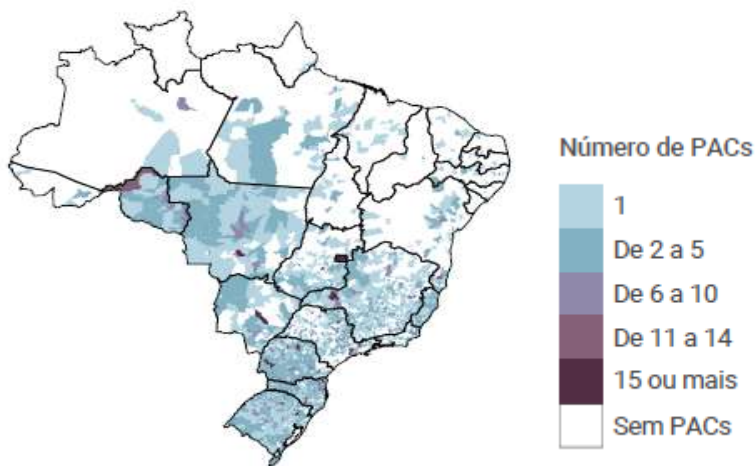 Número de PACs
1
De 2 a 5
De 6 a 10
De 11 a 14
15 ou mais
Sem PACs